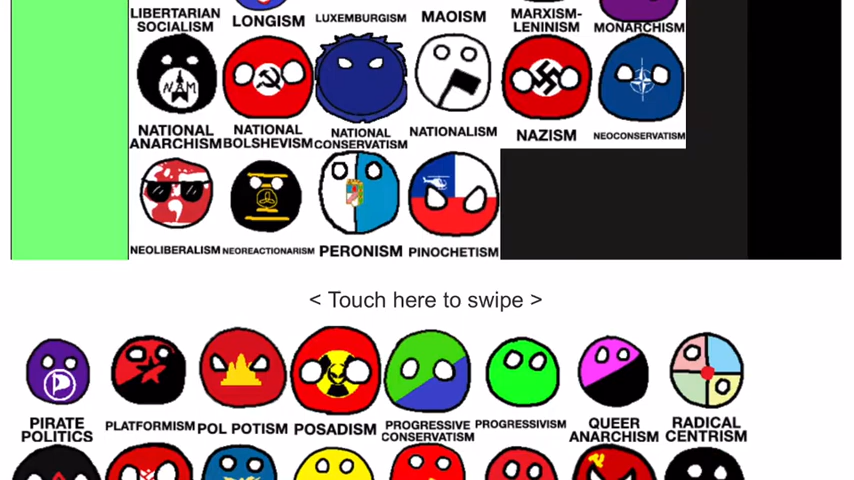 LIBERTARIAN SOCIALISM
LONGISM
LUXEMBURGISM
MAOISM
MARXISM-
LENINISM
MONARCHISM
NAM
NATIONAL
ANARCHISM
NATIONAL
BOLSHEVISM
NATIONAL
CONSERVATISM
NATIONALISM
NAZISM
NEOCONSERVATISM
NEOLIBERALISM
NEOREACTIONARISM
PERONISM
PINOCHETISM
< Touch here to swipe >
PIRATE
POLITICS
PLATFORMISM
POL POTISM
POSADISM
PROGRESSIVE
CONSERVATISM
PROGRESSIVISM
QUEER
ANARCHISM
RADICAL
CENTRISM